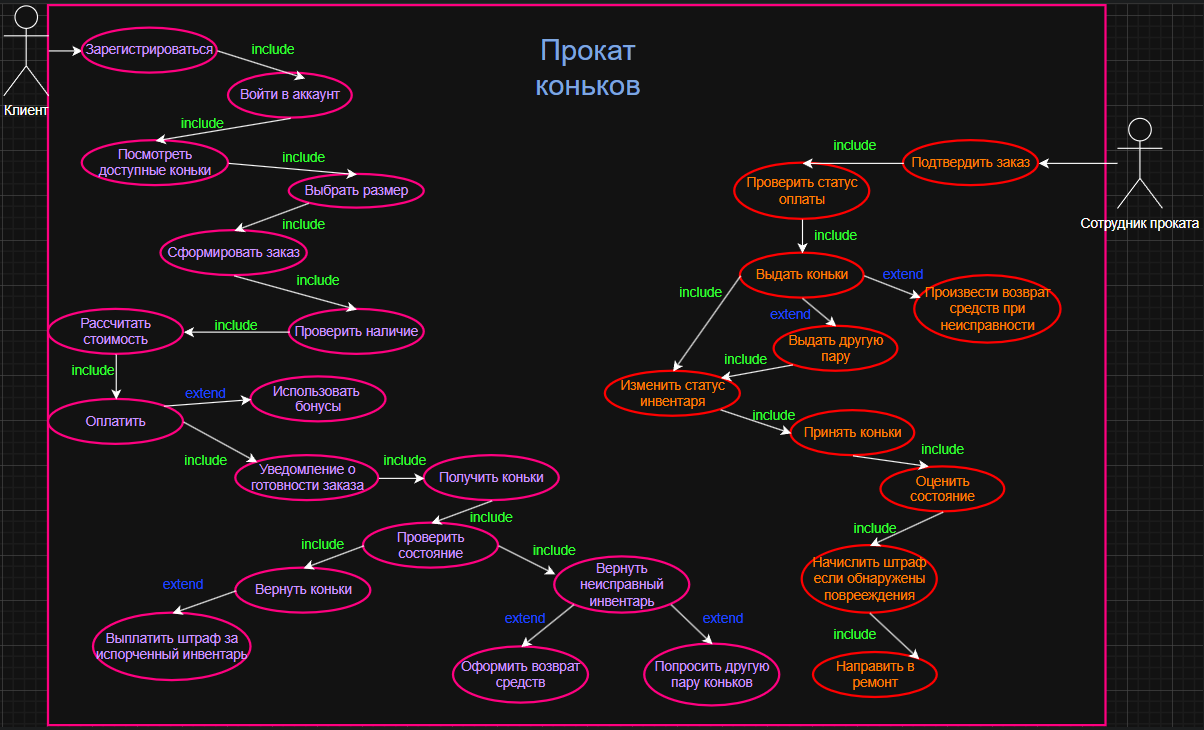 Прокат
коньков
Клиент
Зарегистрироваться
include
Войти в аккаунт
include
Посмотреть
доступные коньки
include
Выбрать размер
include
Сформировать заказ
include
Проверить наличие
include
Рассчитать
стоимость
include
Оплатить
extend
Использовать
бонусы
include
Уведомление о
готовности заказа
include
Получить коньки
include
Проверить
состояние
include
Вернуть коньки
extend
Выплатить штраф за
испорченный инвентарь
include
Вернуть
неисправный
инвентарь
extend
Оформить возврат
средств
extend
Попросить другую
пару коньков
Сотрудник проката
Подтвердить заказ
include
Проверить статус
оплаты
include
Выдать коньки
extend
Произвести возврат
средств при
неисправности
extend
Выдать другую
пару
include
include
Изменить статус
инвентаря
include
Принять коньки
include
Оценить
состояние
include
Начислить штраф
если обнаружены
поврееждения
include
Направить в
ремонт